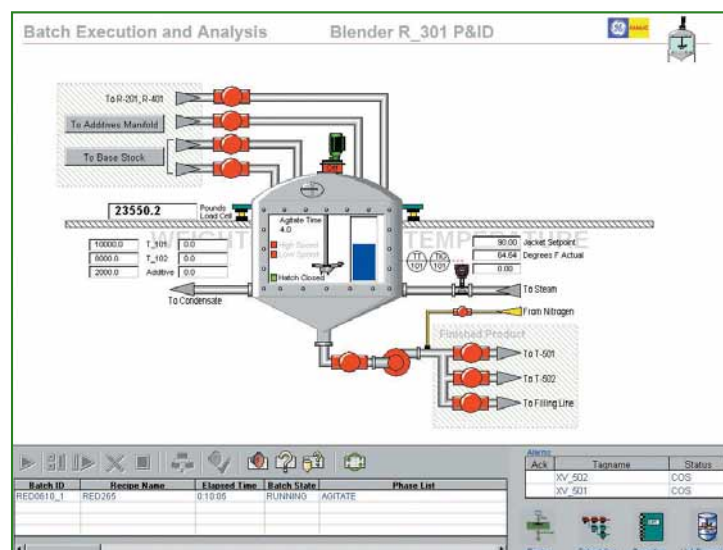 Batch Execution and Analysis Blender R_301 P&ID
GE FANUC
To R-201, R-401
To Additives Manifold
To Base Stock
23550.2 Pounds Load Cell
WEIGHT TEMPERATURE
Agitate Time
4.0
High Speed
Low Speed
Hatch Closed
10000.0 T_101 0.0
8000.0 T_102 0.0
2000.0 Additive 0.0
TT 101 TIC 101
90.00 Jacket Setpoint
64.64 Degrees F Actual
0.00
To Condensate
To Steam
From Nitrogen
Finished Product
To T-501
To T-502
To Filling Line
Batch ID Recipe Name Elapsed Time Batch State Phase List
RED0610_1 RED265 0:10:05 RUNNING AGITATE
Alarms
Ack Tagname Status
XV_502 COS
XV_501 COS